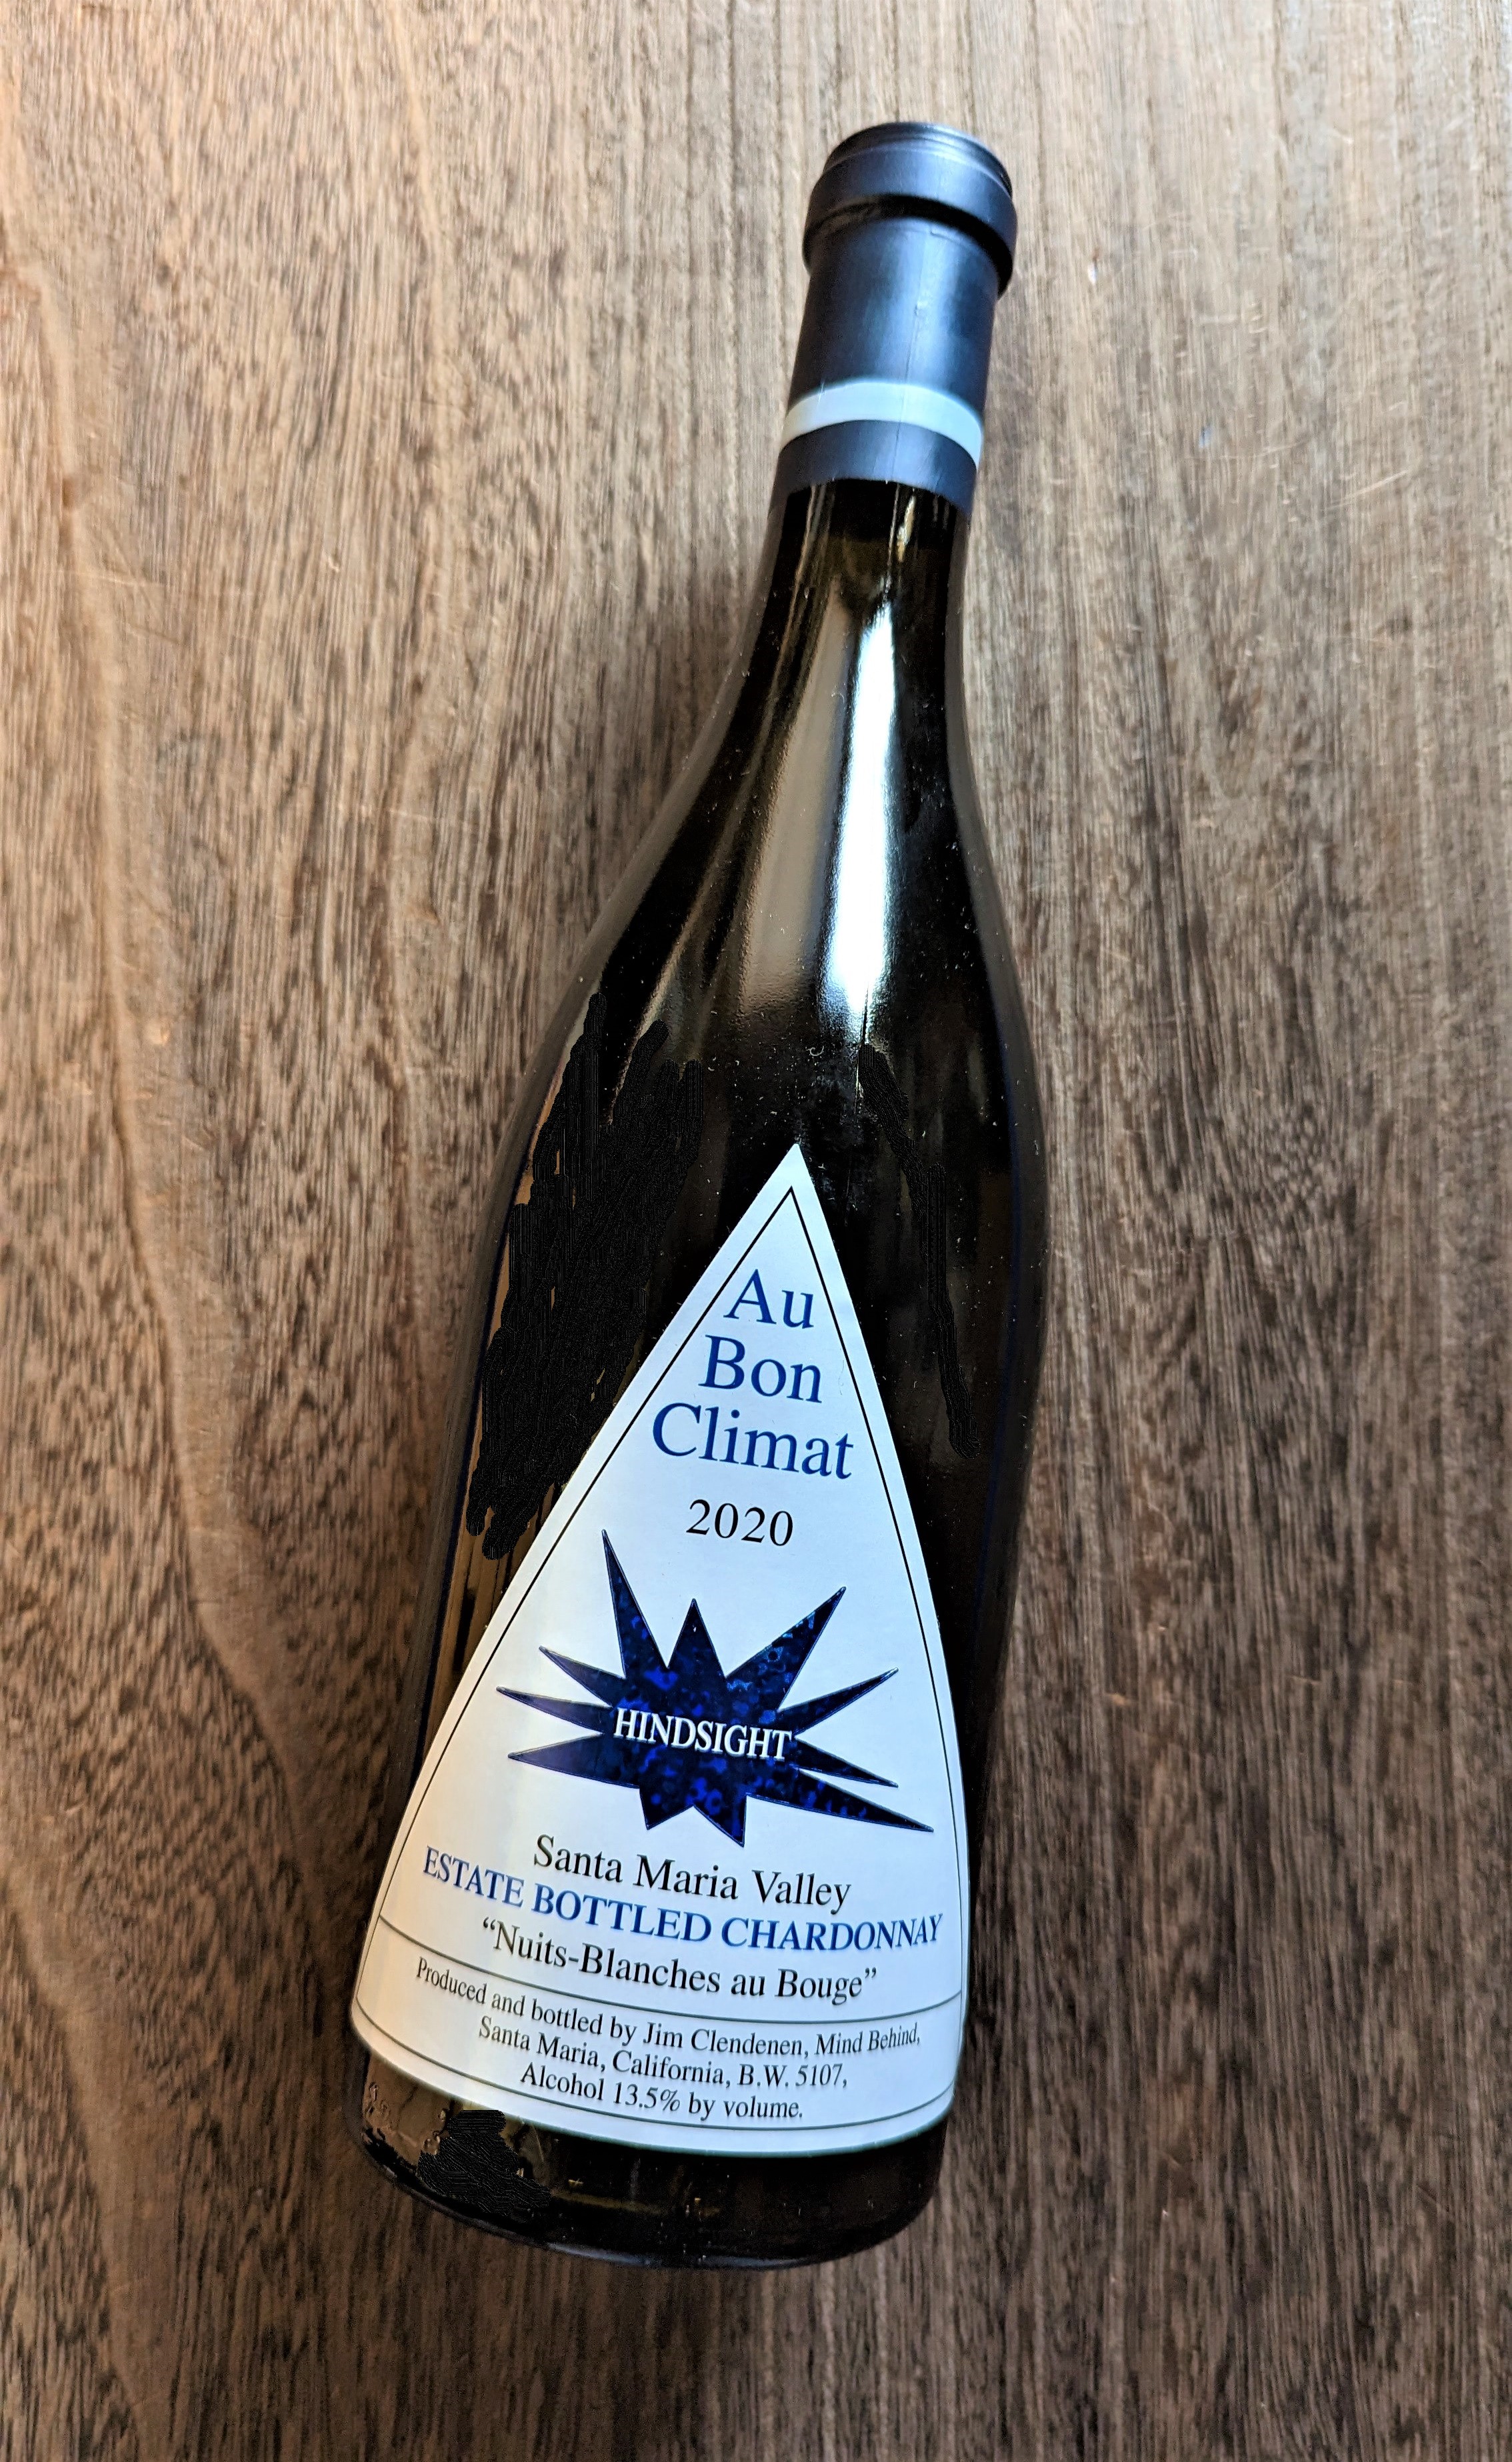 Au
Bon
Climat
2020
HINDSIGHT
Santa Maria Valley
ESTATE BOTTLED CHARDONNAY
“Nuits-Blanches au Bouge”
Produced and bottled by Jim Clendenen, Mind Behind,
Santa Maria, California, B.W. 5107,
Alcohol 13.5% by volume.